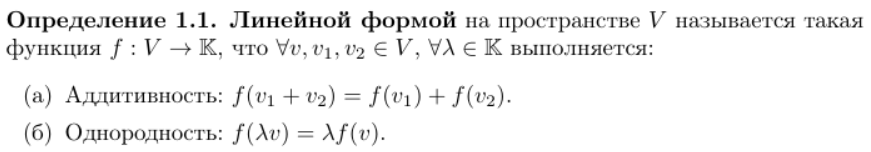 Определение 1.1. Линейной формой на пространстве V называется такая
функция f : V → 𝕂, что ∀v, v₁, v₂ ∈ V, ∀λ ∈ 𝕂 выполняется:
(а) Аддитивность: f(v₁ + v₂) = f(v₁) + f(v₂).
(б) Однородность: f(λv) = λf(v).